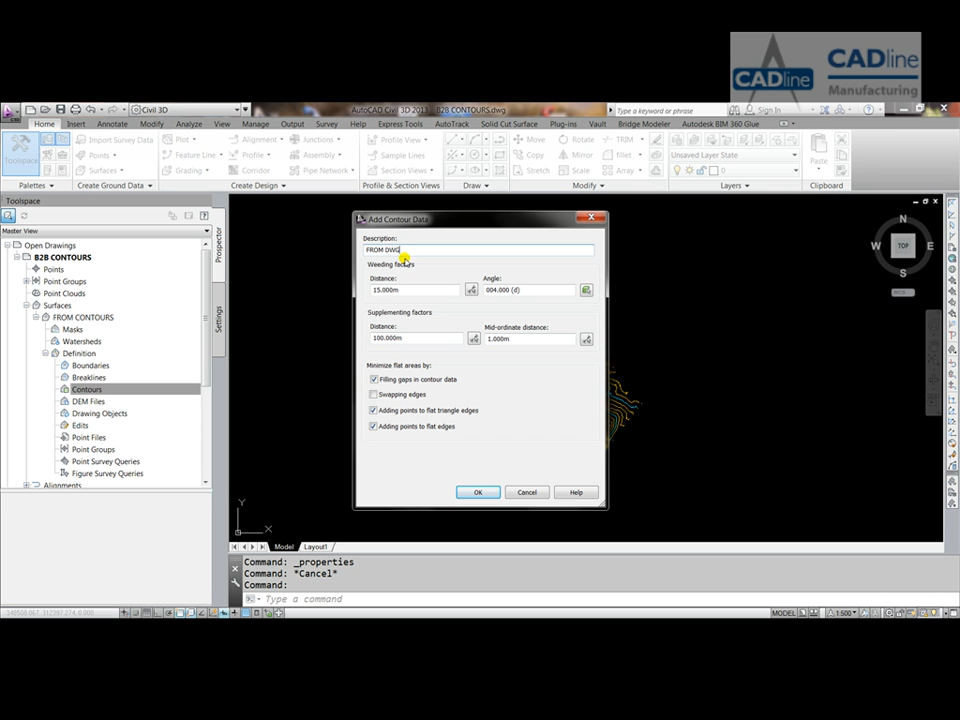 CADline
CADline
Manufacturing
Civil 3D
AutoCAD Civil 3D 2013
B2B CONTOURS.dwg
Type a keyword or phrase
Sign In
Home Insert Annotate Modify Analyze View Manage Output Survey Help Express Tools AutoTrack Solid Cut Surface Plug-ins Vault Bridge Modeler Autodesk BIM 360 Glue
Toolspace
Import Survey Data
Points
Surfaces
Plot
Feature Line
Grading
Alignment
Profile
Corridor
Junctions
Assembly
Pipe Network
Profile View
Sample Lines
Section Views
Move
Copy
Stretch
Rotate
Mirror
Scale
TRIM
fillet
Array
Unsaved Layer State
0
Paste
Palettes Create Ground Data Create Design Profile & Section Views Draw Modify Layers Clipboard
Toolspace
Master View
Open Drawings
B2B CONTOURS
Points
Point Groups
Point Clouds
Surfaces
FROM CONTOURS
Masks
Watersheds
Definition
Boundaries
Breaklines
Contours
DEM Files
Drawing Objects
Edits
Point Files
Point Groups
Point Survey Queries
Figure Survey Queries
Alignments
Prospector
Settings
Add Contour Data
Description:
FROM DWG
Weeding factors
Distance:
Angle:
15.000m
004.000 (d)
Supplementing factors
Distance:
Mid-ordinate distance:
100.000m
1.000m
Minimize flat areas by:
Filling gaps in contour data
Swapping edges
Adding points to flat triangle edges
Adding points to flat edges
OK
Cancel
Help
N
W
TOP
E
S
Y
X
Model
Layout1
Command: _properties
Command: *Cancel*
Command:
Type a command
MODEL
1:500